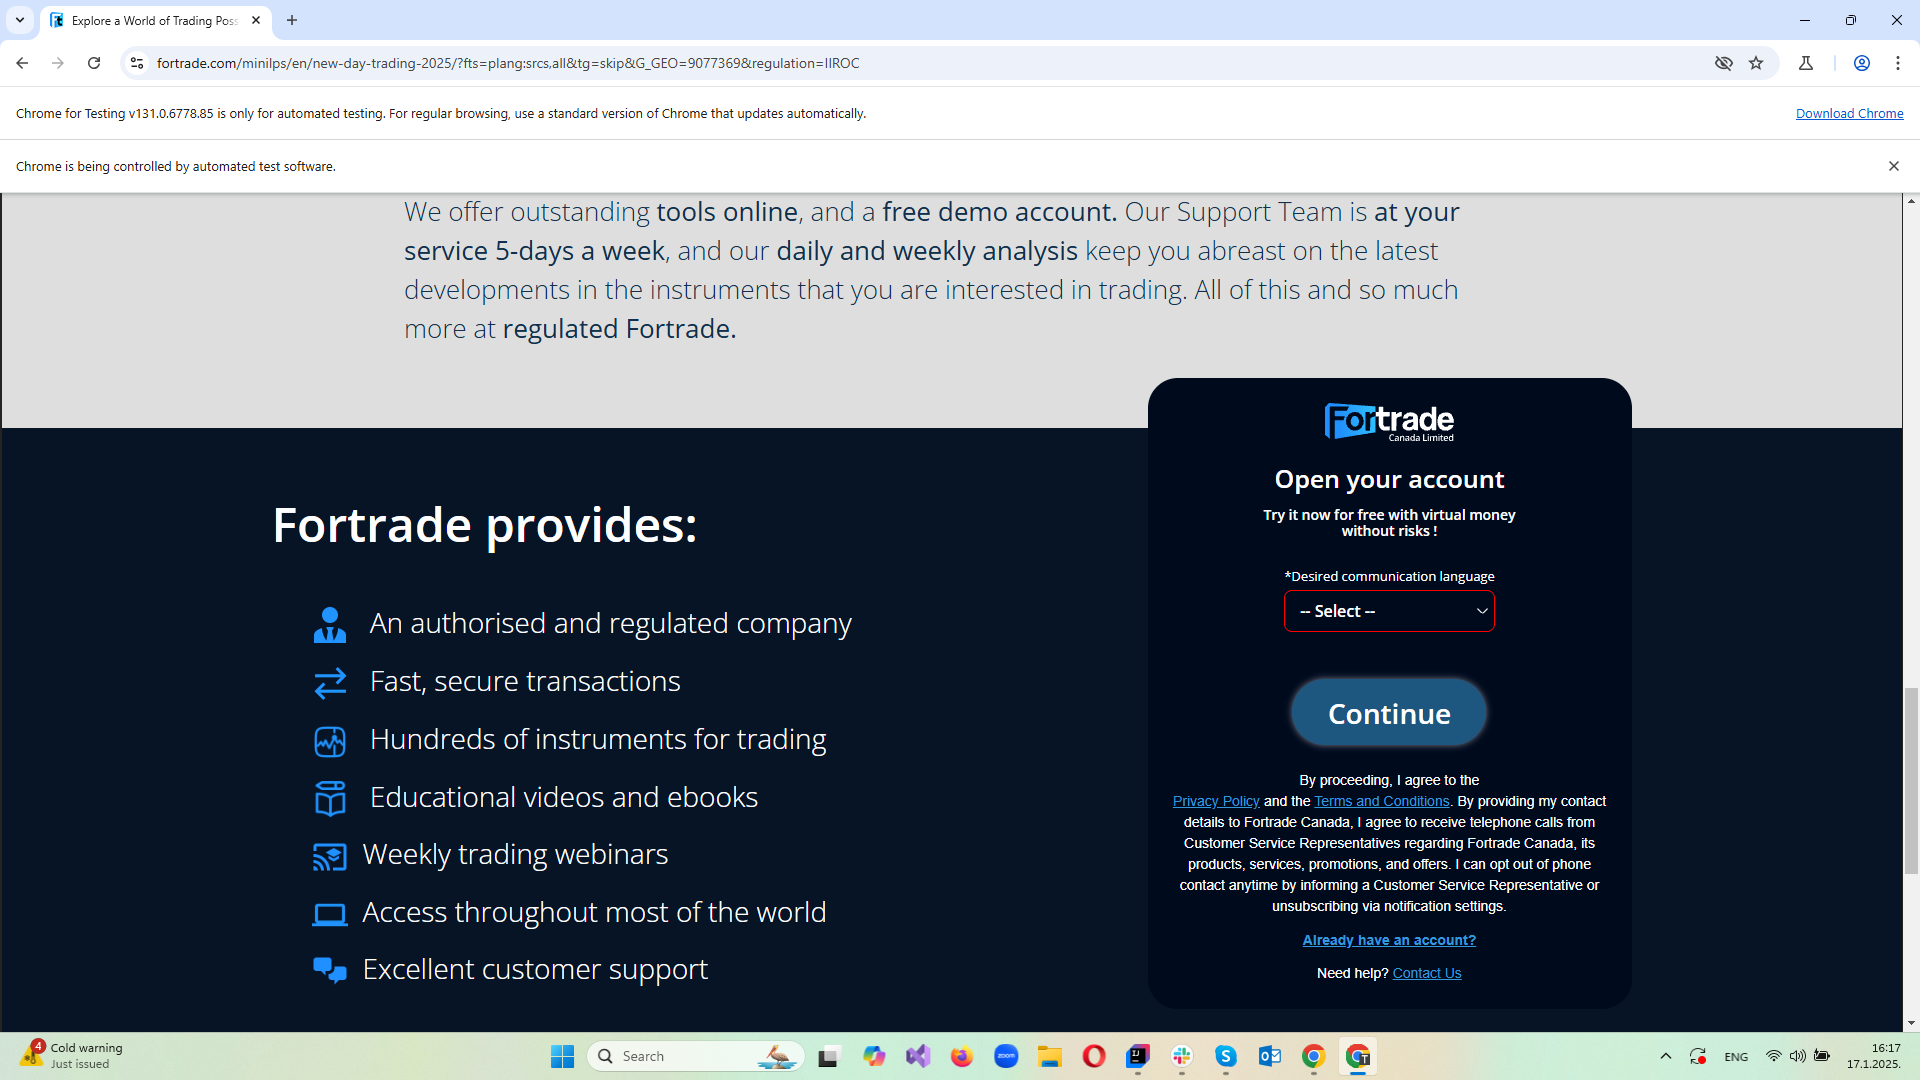 Explore a World of Trading Poss
fortrade.com/minilps/en/new-day-trading-2025/?fts=plang:srcs,all&tg=skip&G_GEO=9077369&regulation=IIROC
Chrome for Testing v131.0.6778.85 is only for automated testing. For regular browsing, use a standard version of Chrome that updates automatically.
Download Chrome
Chrome is being controlled by automated test software.
We offer outstanding tools online, and a free demo account. Our Support Team is at your
service 5-days a week, and our daily and weekly analysis keep you abreast on the latest
developments in the instruments that you are interested in trading. All of this and so much
more at regulated Fortrade.
Fortrade provides:
An authorised and regulated company
Fast, secure transactions
Hundreds of instruments for trading
Educational videos and ebooks
Weekly trading webinars
Access throughout most of the world
Excellent customer support
Fortrade
Canada Limited
Open your account
Try it now for free with virtual money
without risks !
*Desired communication language
-- Select --
Continue
By proceeding, I agree to the
Privacy Policy and the Terms and Conditions. By providing my contact
details to Fortrade Canada, I agree to receive telephone calls from
Customer Service Representatives regarding Fortrade Canada, its
products, services, promotions, and offers. I can opt out of phone
contact anytime by informing a Customer Service Representative or
unsubscribing via notification settings.
Already have an account?
Need help? Contact Us
4
Cold warning
Just issued
Search
zoom
ENG
16:17
17.1.2025.